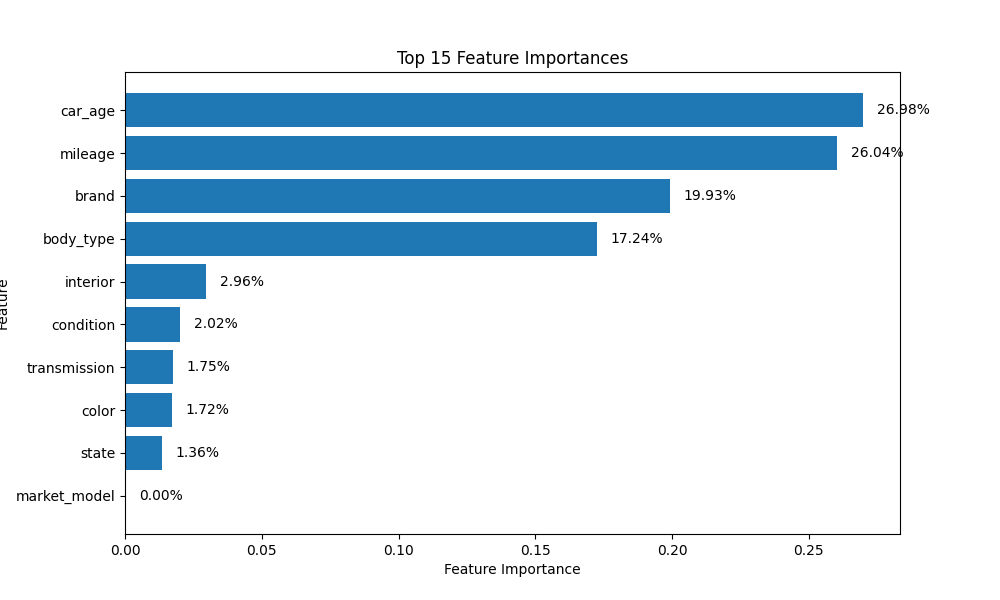 Top 15 Feature Importances
car_age 26.98%
mileage 26.04%
brand 19.93%
body_type 17.24%
interior 2.96%
condition 2.02%
transmission 1.75%
color 1.72%
state 1.36%
market_model 0.00%
Feature
0.00 0.05 0.10 0.15 0.20 0.25
Feature Importance